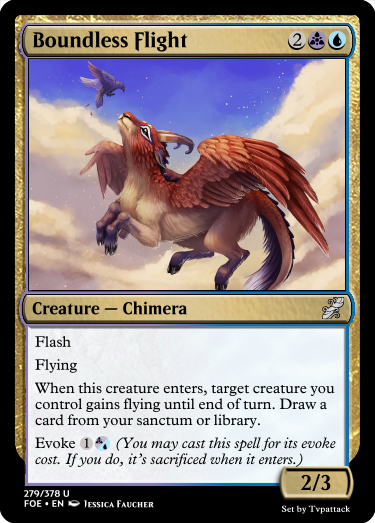 Boundless Flight 2
Creature — Chimera
Flash
Flying
When this creature enters, target creature you
control gains flying until end of turn. Draw a
card from your sanctum or library.
Evoke 1 (You may cast this spell for its evoke
cost. If you do, it's sacrificed when it enters.)
2/3
279/378 U
FOE • EN Jessica Faucher
Set by Tvpattack